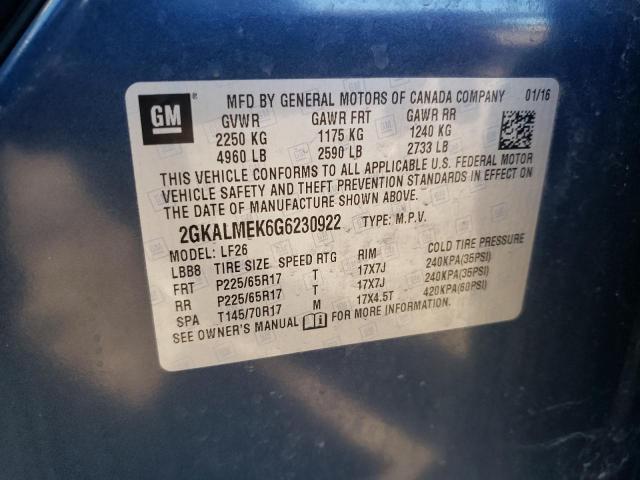 GM
MFD BY GENERAL MOTORS OF CANADA COMPANY 01/16
GVWR GAWR FRT GAWR RR
2250 KG 1175 KG 1240 KG
4960 LB 2590 LB 2733 LB
THIS VEHICLE CONFORMS TO ALL APPLICABLE U.S. FEDERAL MOTOR
VEHICLE SAFETY AND THEFT PREVENTION STANDARDS IN EFFECT ON
THE DATE OF MANUFACTURE SHOWN ABOVE.
2GKALMEK6G6230922 TYPE: M.P.V.
MODEL: LF26
LBB8 TIRE SIZE SPEED RTG RIM COLD TIRE PRESSURE
FRT P225/65R17 T 17X7J 240KPA(35PSI)
RR P225/65R17 T 17X7J 240KPA(35PSI)
SPA T145/70R17 M 17X4.5T 420KPA(60PSI)
SEE OWNER'S MANUAL FOR MORE INFORMATION.